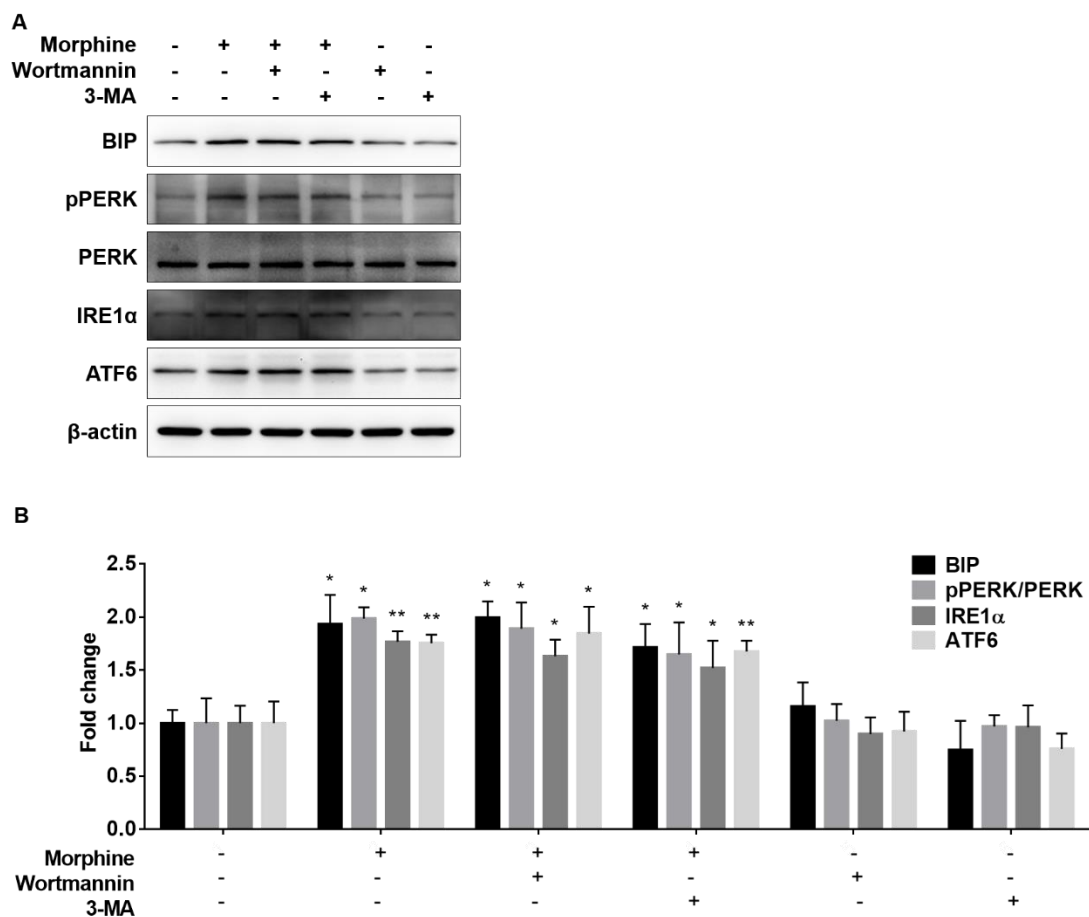 A
Morphine - + + + - -
Wortmannin - - + - + -
3-MA - - - + - +
BIP
pPERK
PERK
IRE1α
ATF6
β-actin
B
2.5
2.0
1.5
1.0
0.5
0.0
Fold change
* * ** **
* * * *
* * * **
BIP
pPERK/PERK
IRE1α
ATF6
Morphine - + + + - -
Wortmannin - - + - + -
3-MA - - - + - +